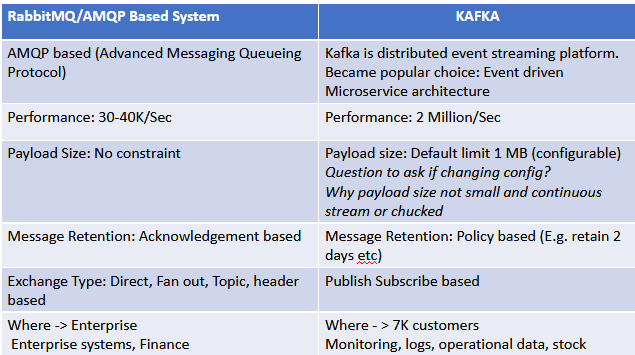 RabbitMQ/AMQP Based System
KAFKA
AMQP based (Advanced Messaging Queueing
Protocol)
Kafka is distributed event streaming platform.
Became popular choice: Event driven
Microservice architecture
Performance: 30-40K/Sec
Performance: 2 Million/Sec
Payload Size: No constraint
Payload size: Default limit 1 MB (configurable)
Question to ask if changing config?
Why payload size not small and continuous
stream or chucked
Message Retention: Acknowledgement based
Message Retention: Policy based (E.g. retain 2
days etc)
Exchange Type: Direct, Fan out, Topic, header
based
Publish Subscribe based
Where -> Enterprise
Enterprise systems, Finance
Where - > 7K customers
Monitoring, logs, operational data, stock